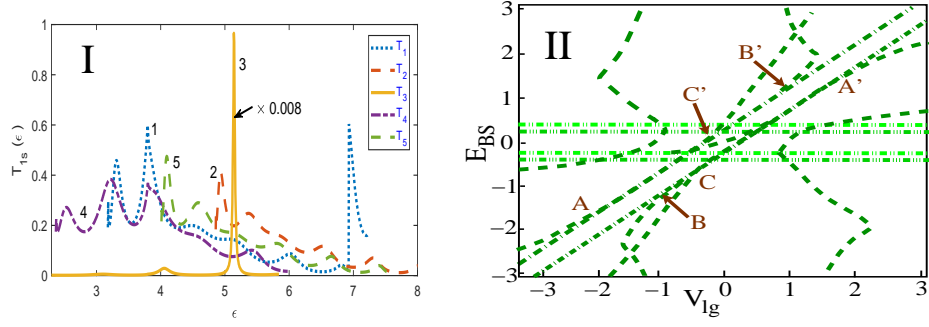 I
II
T₁
T₂
T₃
T₄
T₅
1
2
3
4
5
× 0.008
T₁ₛ (ϵ)
1
0.8
0.6
0.4
0.2
0
3
4
5
6
7
8
ϵ
E_BS
3
2
1
0
−1
−2
−3
B'
A'
C'
A
C
B
−3
−2
−1
0
1
2
3
V_lg